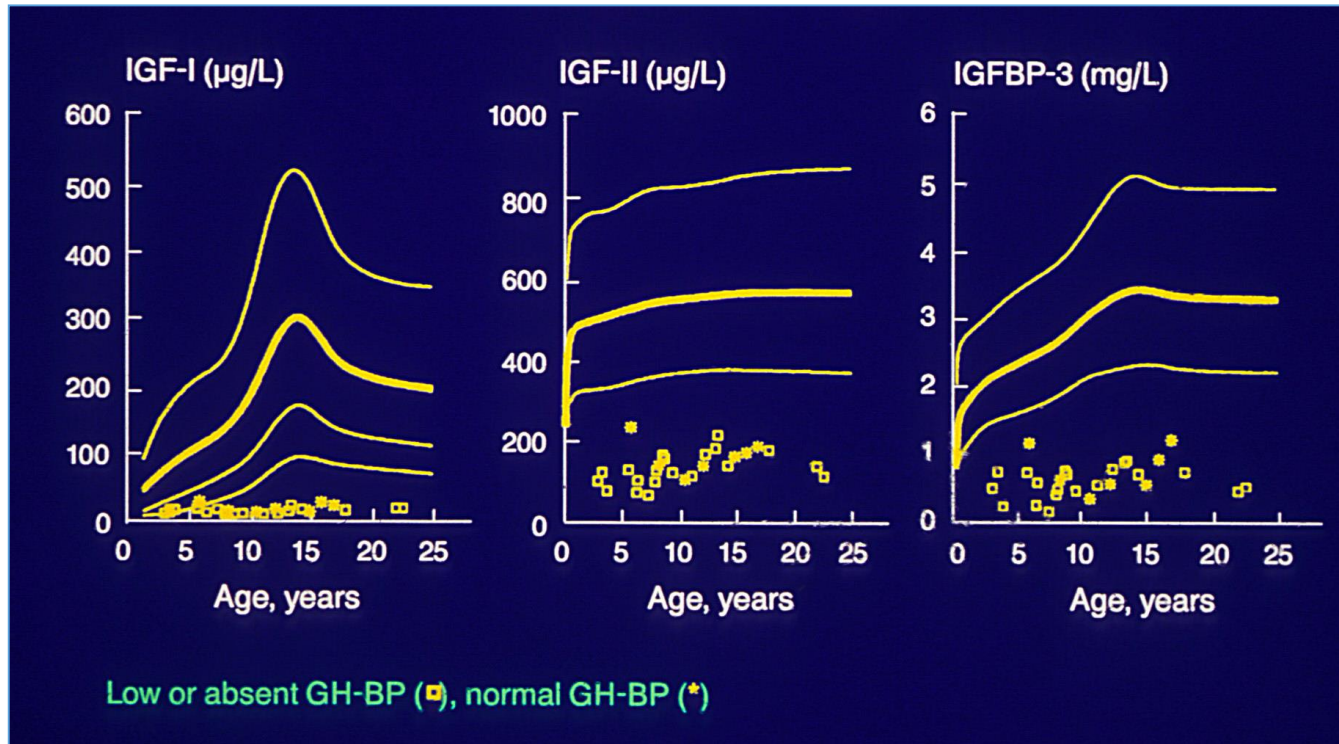 IGF-I (µg/L)
600
500
400
300
200
100
0
0 5 10 15 20 25
Age, years
IGF-II (µg/L)
1000
800
600
400
200
0
0 5 10 15 20 25
Age, years
IGFBP-3 (mg/L)
6
5
4
3
2
1
0
0 5 10 15 20 25
Age, years
Low or absent GH-BP (◘), normal GH-BP (*)